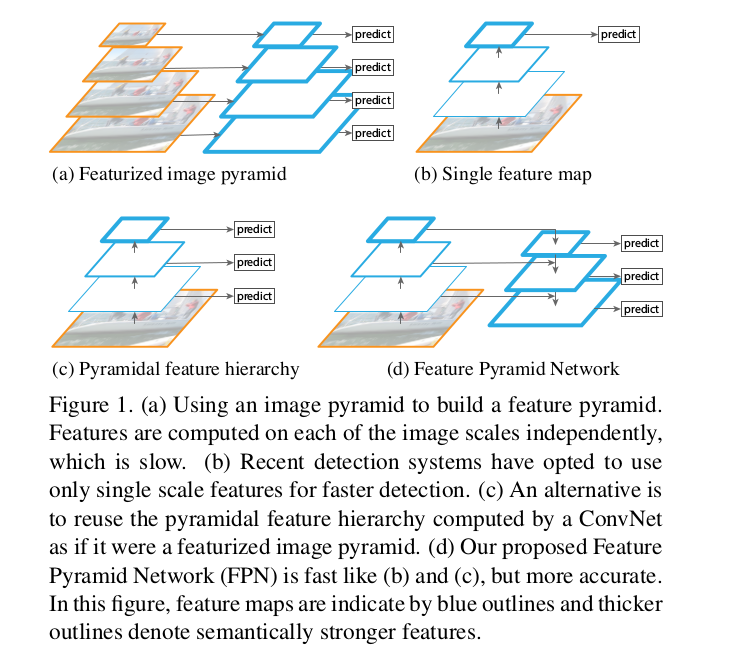 predict
predict
predict
predict
predict
(a) Featurized image pyramid
(b) Single feature map
predict
predict
predict
predict
predict
predict
(c) Pyramidal feature hierarchy
(d) Feature Pyramid Network
Figure 1. (a) Using an image pyramid to build a feature pyramid.
Features are computed on each of the image scales independently,
which is slow. (b) Recent detection systems have opted to use
only single scale features for faster detection. (c) An alternative is
to reuse the pyramidal feature hierarchy computed by a ConvNet
as if it were a featurized image pyramid. (d) Our proposed Feature
Pyramid Network (FPN) is fast like (b) and (c), but more accurate.
In this figure, feature maps are indicate by blue outlines and thicker
outlines denote semantically stronger features.